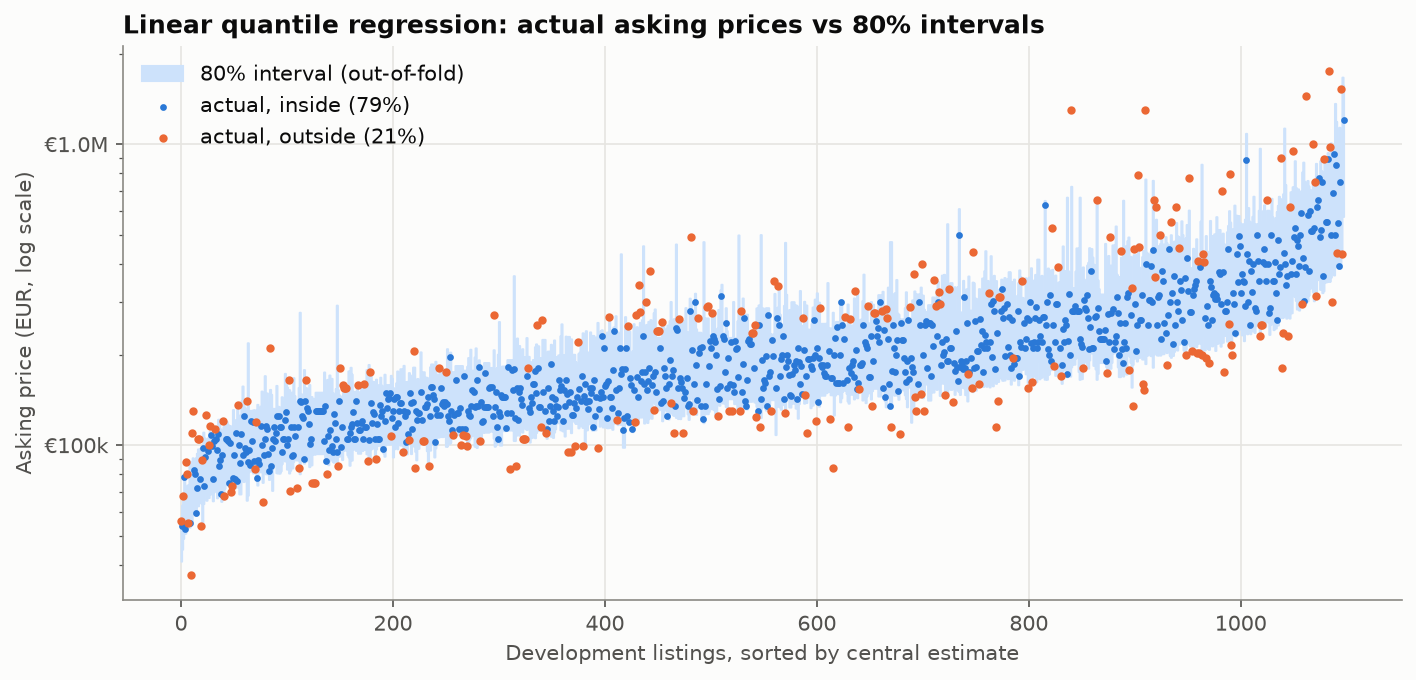 Linear quantile regression: actual asking prices vs 80% intervals
80% interval (out-of-fold)
actual, inside (79%)
actual, outside (21%)
€1.0M
€100k
Asking price (EUR, log scale)
0 200 400 600 800 1000
Development listings, sorted by central estimate